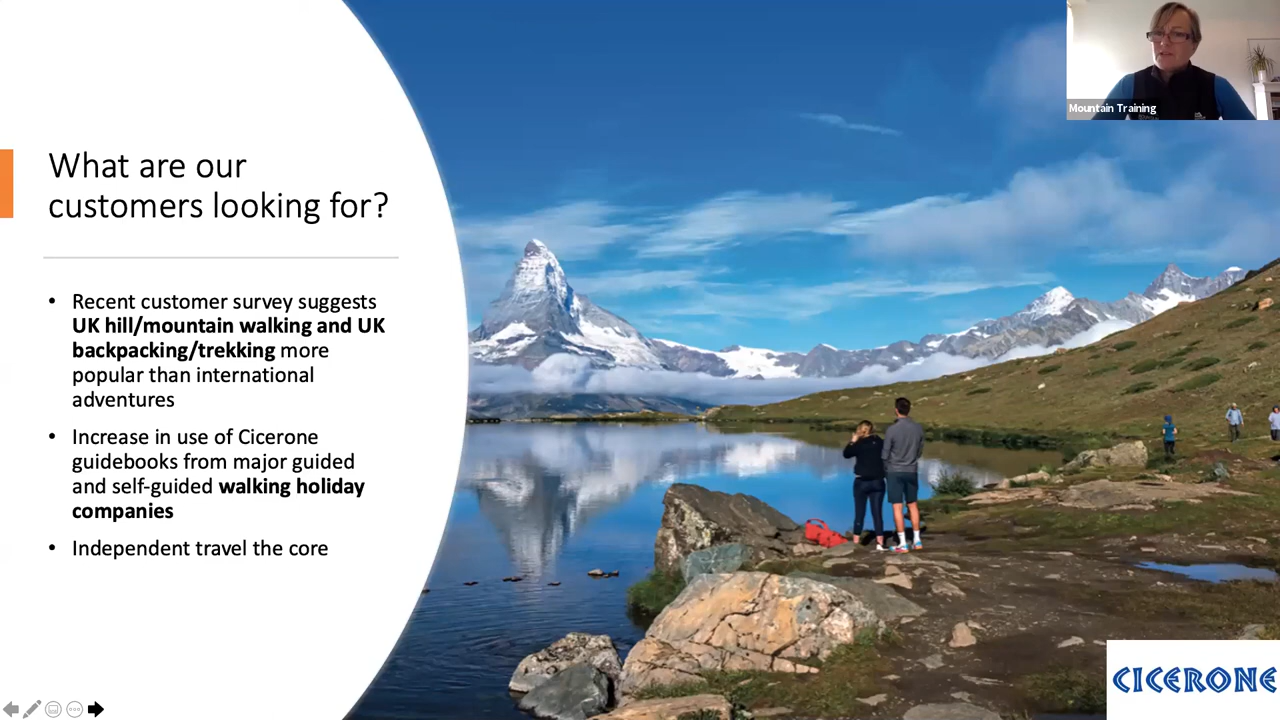 What are our
customers looking for?
• Recent customer survey suggests
UK hill/mountain walking and UK
backpacking/trekking more
popular than international
adventures
• Increase in use of Cicerone
guidebooks from major guided
and self-guided walking holiday
companies
• Independent travel the core
Mountain Training
CICERONE